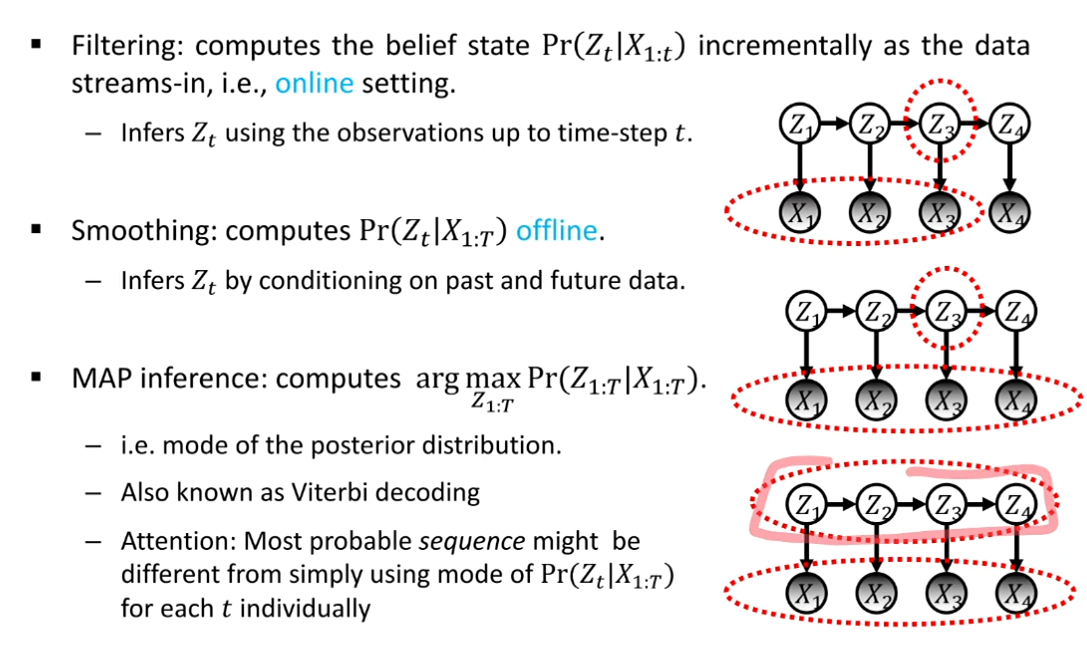 ▪ Filtering: computes the belief state Pr(Z_t|X_{1:t}) incrementally as the data
streams-in, i.e., online setting.
– Infers Z_t using the observations up to time-step t.
Z_1 Z_2 Z_3 Z_4
X_1 X_2 X_3 X_4
▪ Smoothing: computes Pr(Z_t|X_{1:T}) offline.
– Infers Z_t by conditioning on past and future data.
Z_1 Z_2 Z_3 Z_4
X_1 X_2 X_3 X_4
▪ MAP inference: computes arg max Pr(Z_{1:T}|X_{1:T}).
Z_{1:T}
– i.e. mode of the posterior distribution.
– Also known as Viterbi decoding
– Attention: Most probable sequence might be
different from simply using mode of Pr(Z_t|X_{1:T})
for each t individually
Z_1 Z_2 Z_3 Z_4
X_1 X_2 X_3 X_4